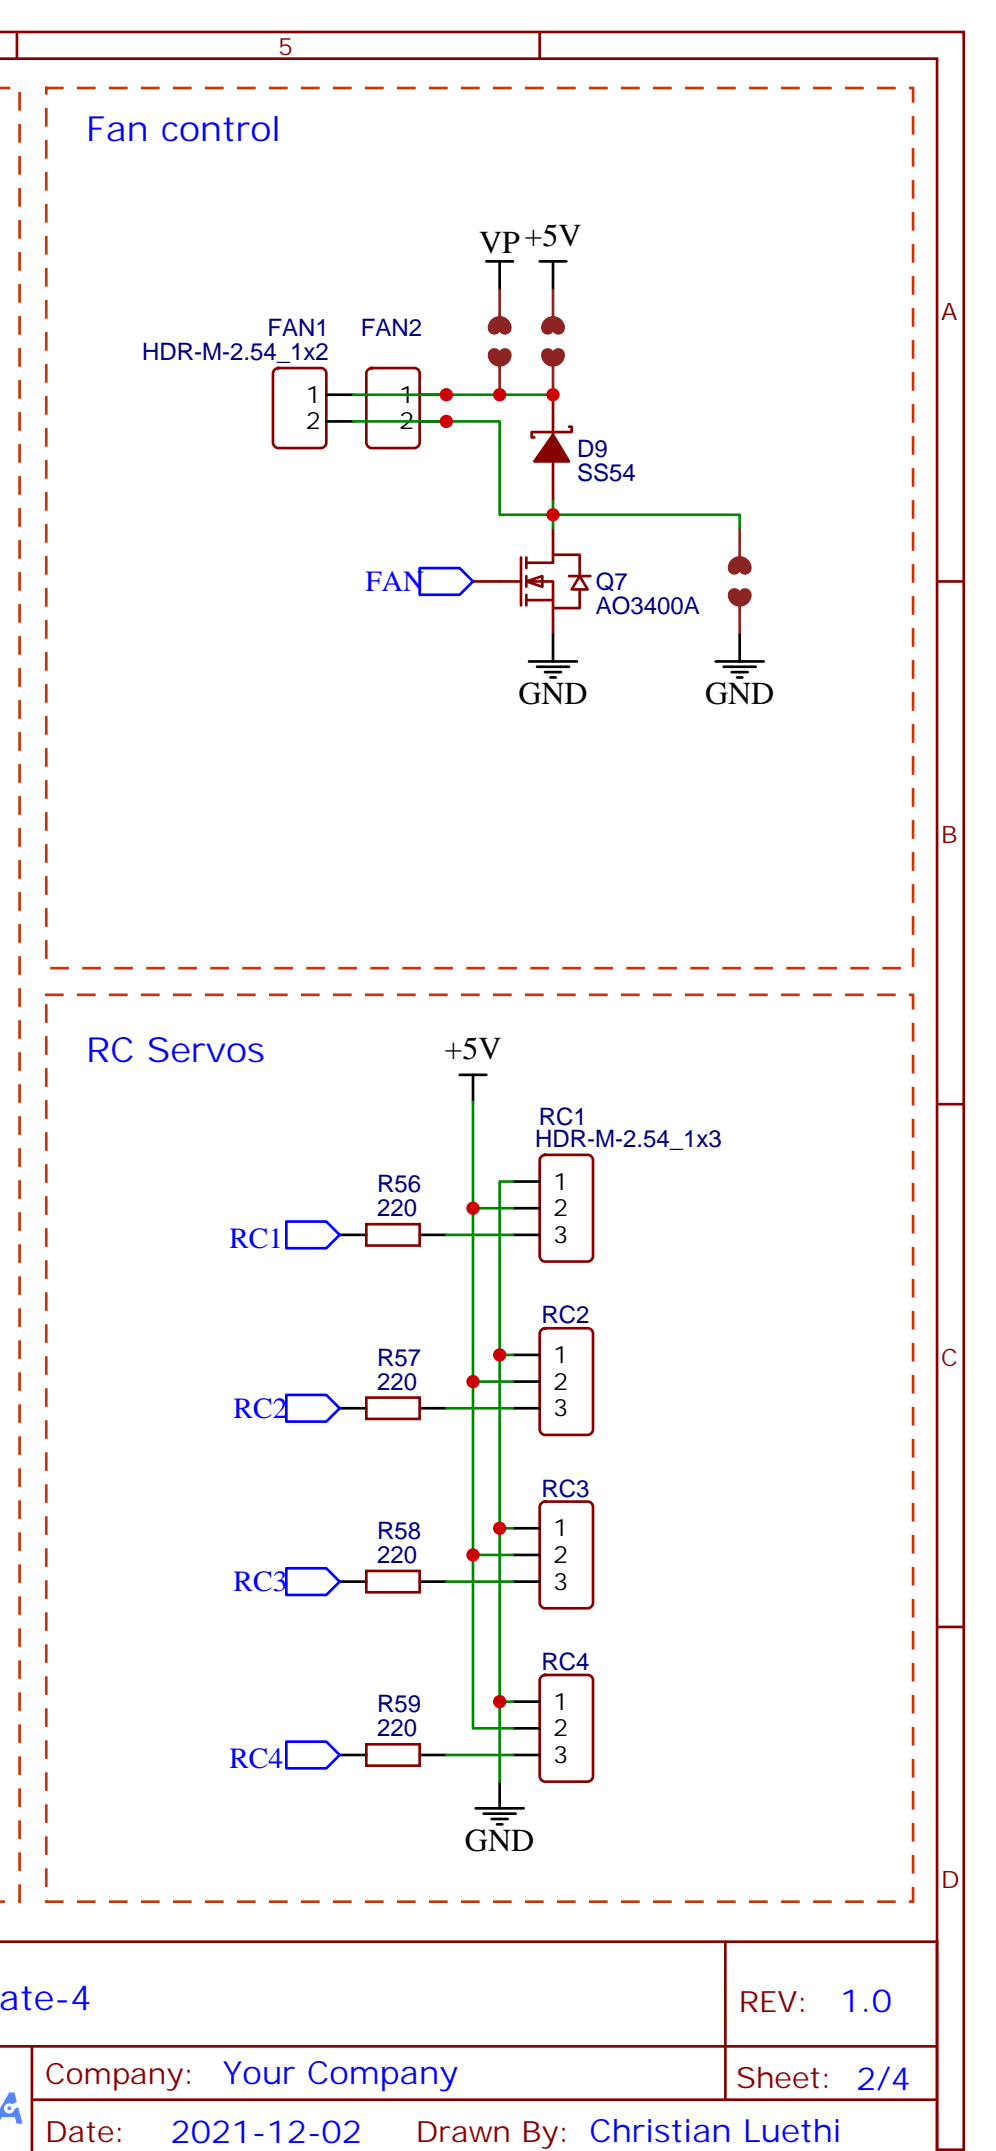 5
Fan control
VP +5V
FAN1 FAN2
HDR-M-2.54_1x2
A
1 1
2 2
D9
SS54
FAN
Q7
AO3400A
GND GND
B
RC Servos
+5V
RC1
HDR-M-2.54_1x3
R56
220
RC1
1
2
3
RC2
R57
220
RC2
1
2
3
C
RC3
R58
220
RC3
1
2
3
RC4
R59
220
RC4
1
2
3
GND
D
ate-4
REV: 1.0
Company: Your Company
Sheet: 2/4
A
Date: 2021-12-02 Drawn By: Christian Luethi